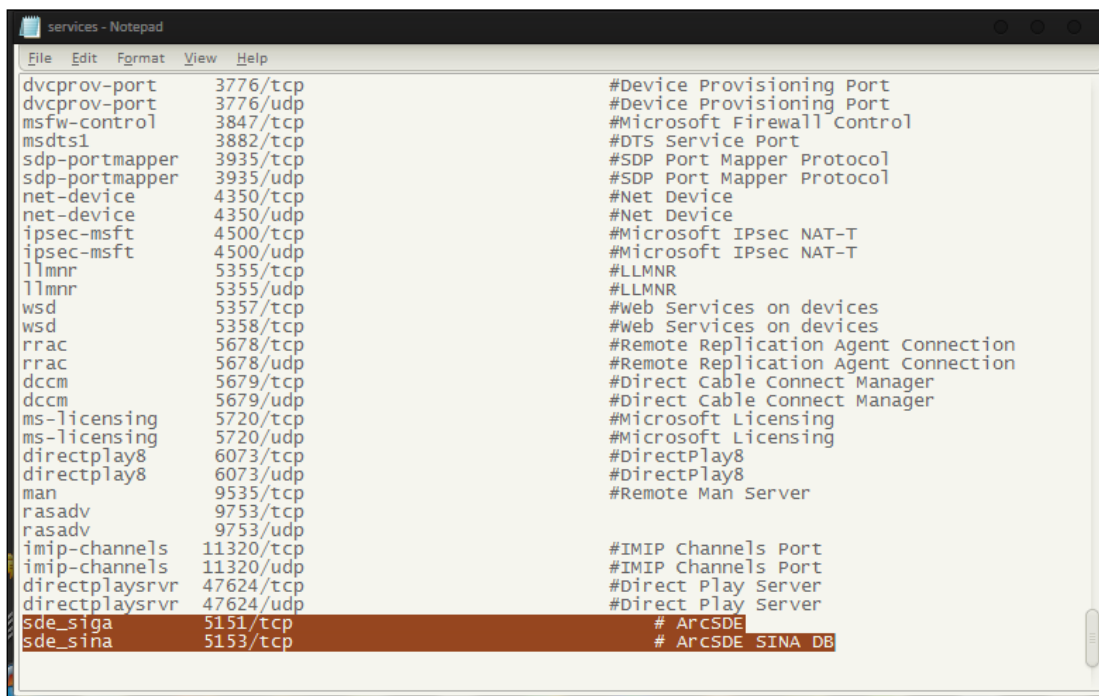 services - Notepad
File Edit Format View Help
dvcprov-port 3776/tcp #Device Provisioning Port
dvcprov-port 3776/udp #Device Provisioning Port
msfw-control 3847/tcp #Microsoft Firewall Control
msdts1 3882/tcp #DTS Service Port
sdp-portmapper 3935/tcp #SDP Port Mapper Protocol
sdp-portmapper 3935/udp #SDP Port Mapper Protocol
net-device 4350/tcp #Net Device
net-device 4350/udp #Net Device
ipsec-msft 4500/tcp #Microsoft IPsec NAT-T
ipsec-msft 4500/udp #Microsoft IPsec NAT-T
llmnr 5355/tcp #LLMNR
llmnr 5355/udp #LLMNR
wsd 5357/tcp #Web Services on devices
wsd 5358/tcp #Web Services on devices
rrac 5678/tcp #Remote Replication Agent Connection
rrac 5678/udp #Remote Replication Agent Connection
dccm 5679/tcp #Direct Cable Connect Manager
dccm 5679/udp #Direct Cable Connect Manager
ms-licensing 5720/tcp #Microsoft Licensing
ms-licensing 5720/udp #Microsoft Licensing
directplay8 6073/tcp #DirectPlay8
directplay8 6073/udp #DirectPlay8
man 9535/tcp #Remote Man Server
rasadv 9753/tcp
rasadv 9753/udp
imip-channels 11320/tcp #IMIP Channels Port
imip-channels 11320/udp #IMIP Channels Port
directplaysrvr 47624/tcp #Direct Play Server
directplaysrvr 47624/udp #Direct Play Server
sde_siga 5151/tcp # ArcSDE
sde_sina 5153/tcp # ArcSDE SINA DB